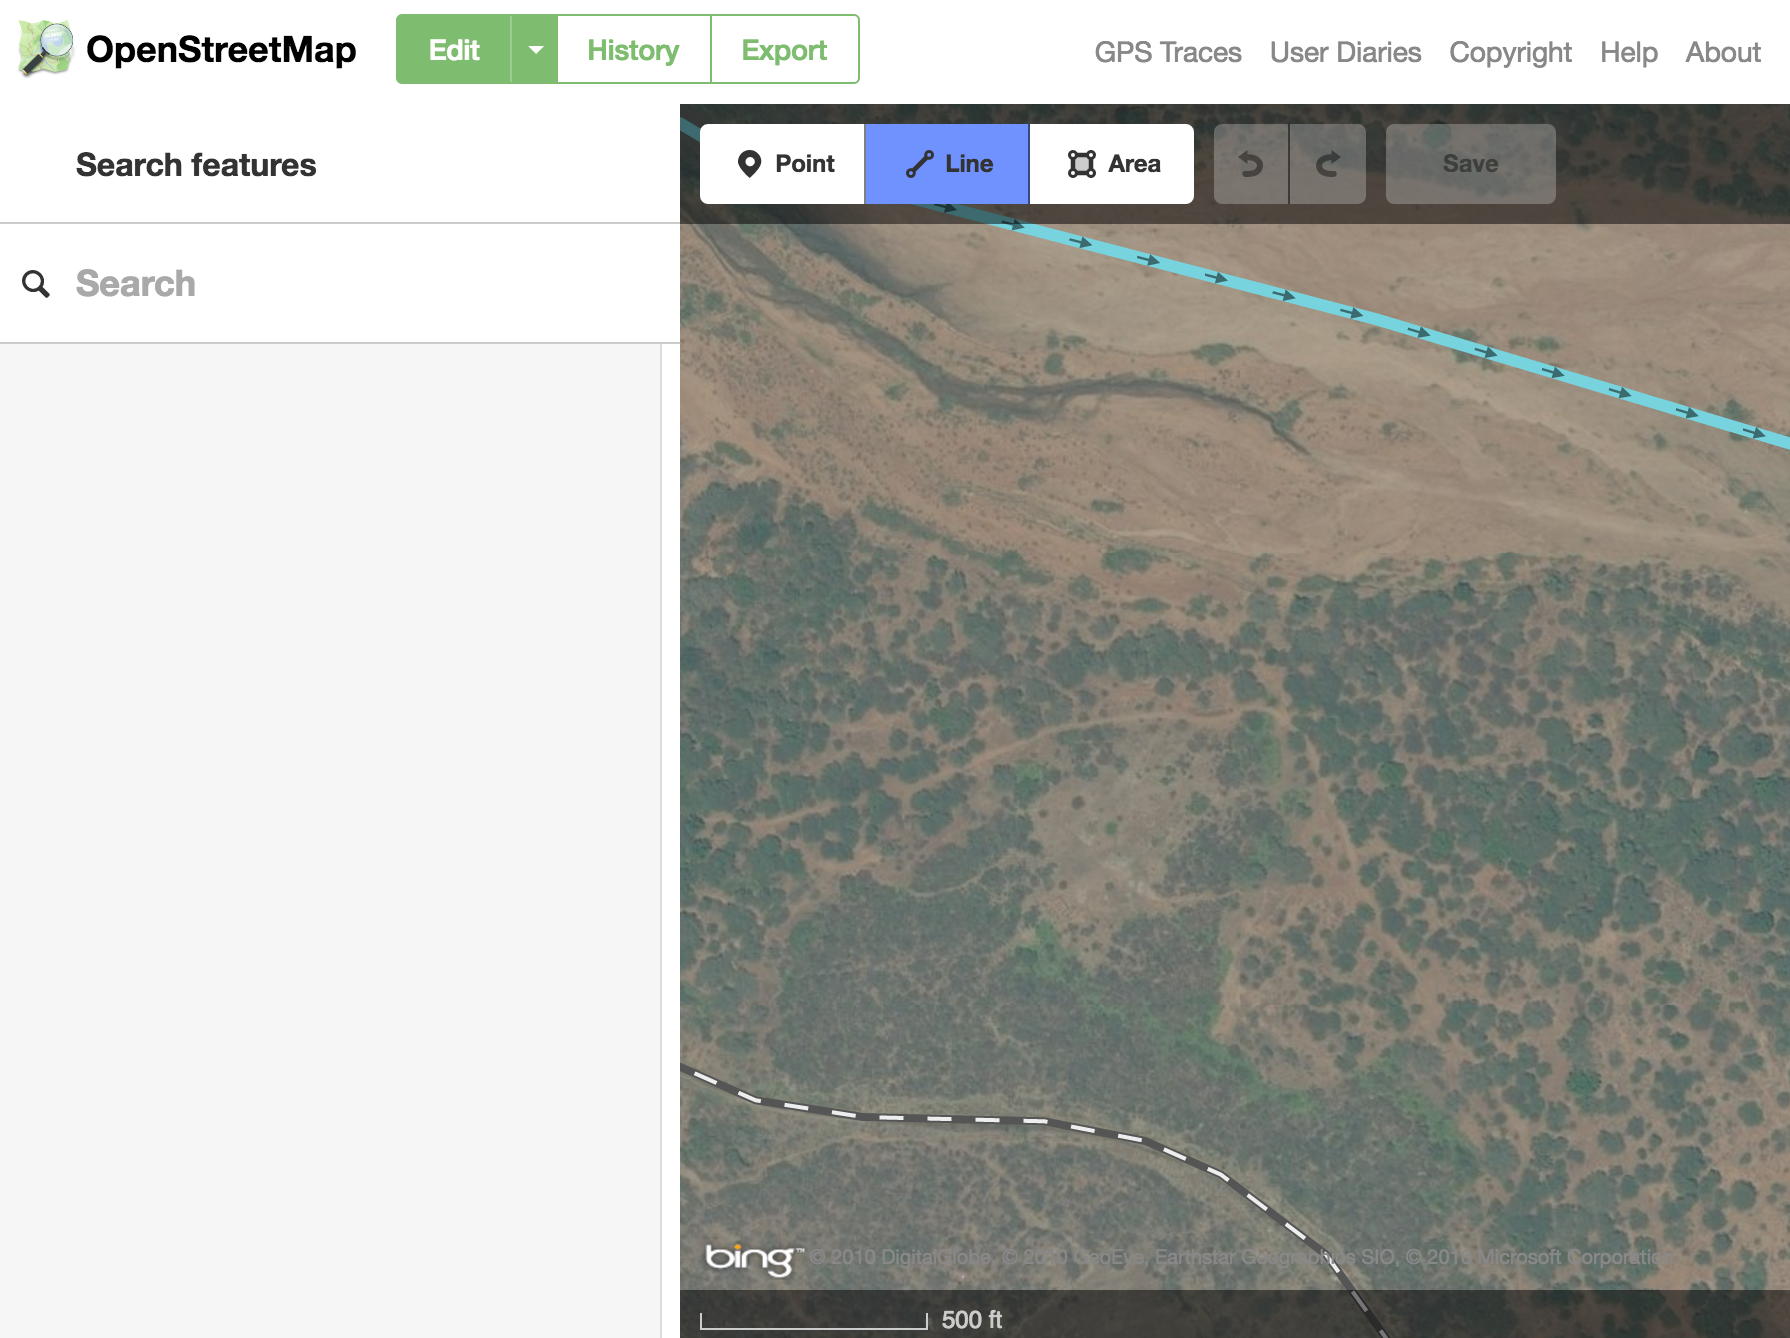 OpenStreetMap
Edit
History
Export
GPS Traces
User Diaries
Copyright
Help
About
Search features
Search
Point
Line
Area
Save
bing™ © 2010 DigitalGlobe, © 2010 GeoEye, Earthstar Geographics SIO, © 2016 Microsoft Corporation
500 ft